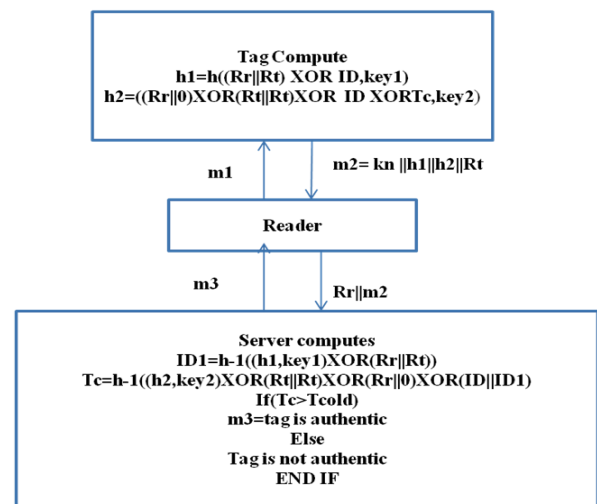 Tag Compute
h1=h((Rr||Rt) XOR ID,key1)
h2=((Rr||0)XOR(Rt||Rt)XOR ID XORTc,key2)
m1
m2= kn ||h1||h2||Rt
Reader
m3
Rr||m2
Server computes
ID1=h-1((h1,key1)XOR(Rr||Rt))
Tc=h-1((h2,key2)XOR(Rt||Rt)XOR(Rr||0)XOR(ID||ID1)
If(Tc>Tcold)
m3=tag is authentic
Else
Tag is not authentic
END IF